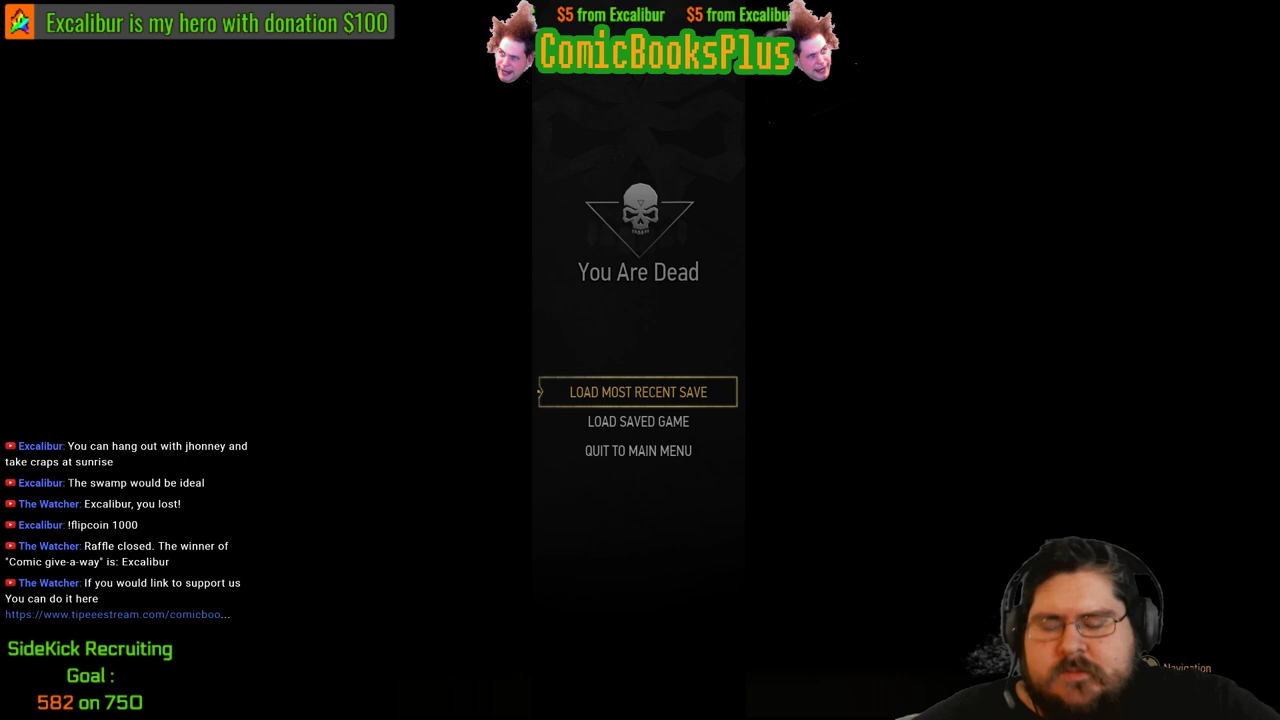 Excalibur is my hero with donation $100
$5 from Excalibur $5 from Excalibu
ComicBooksPlus
You Are Dead
LOAD MOST RECENT SAVE
LOAD SAVED GAME
QUIT TO MAIN MENU
Excalibur: You can hang out with jhonney and
take craps at sunrise
Excalibur: The swamp would be ideal
The Watcher: Excalibur, you lost!
Excalibur: !flipcoin 1000
The Watcher: Raffle closed. The winner of
"Comic give-a-way" is: Excalibur
The Watcher: If you would link to support us
You can do it here
https://www.tipeeestream.com/comicboo...
SideKick Recruiting
Goal :
582 on 750
Navigation